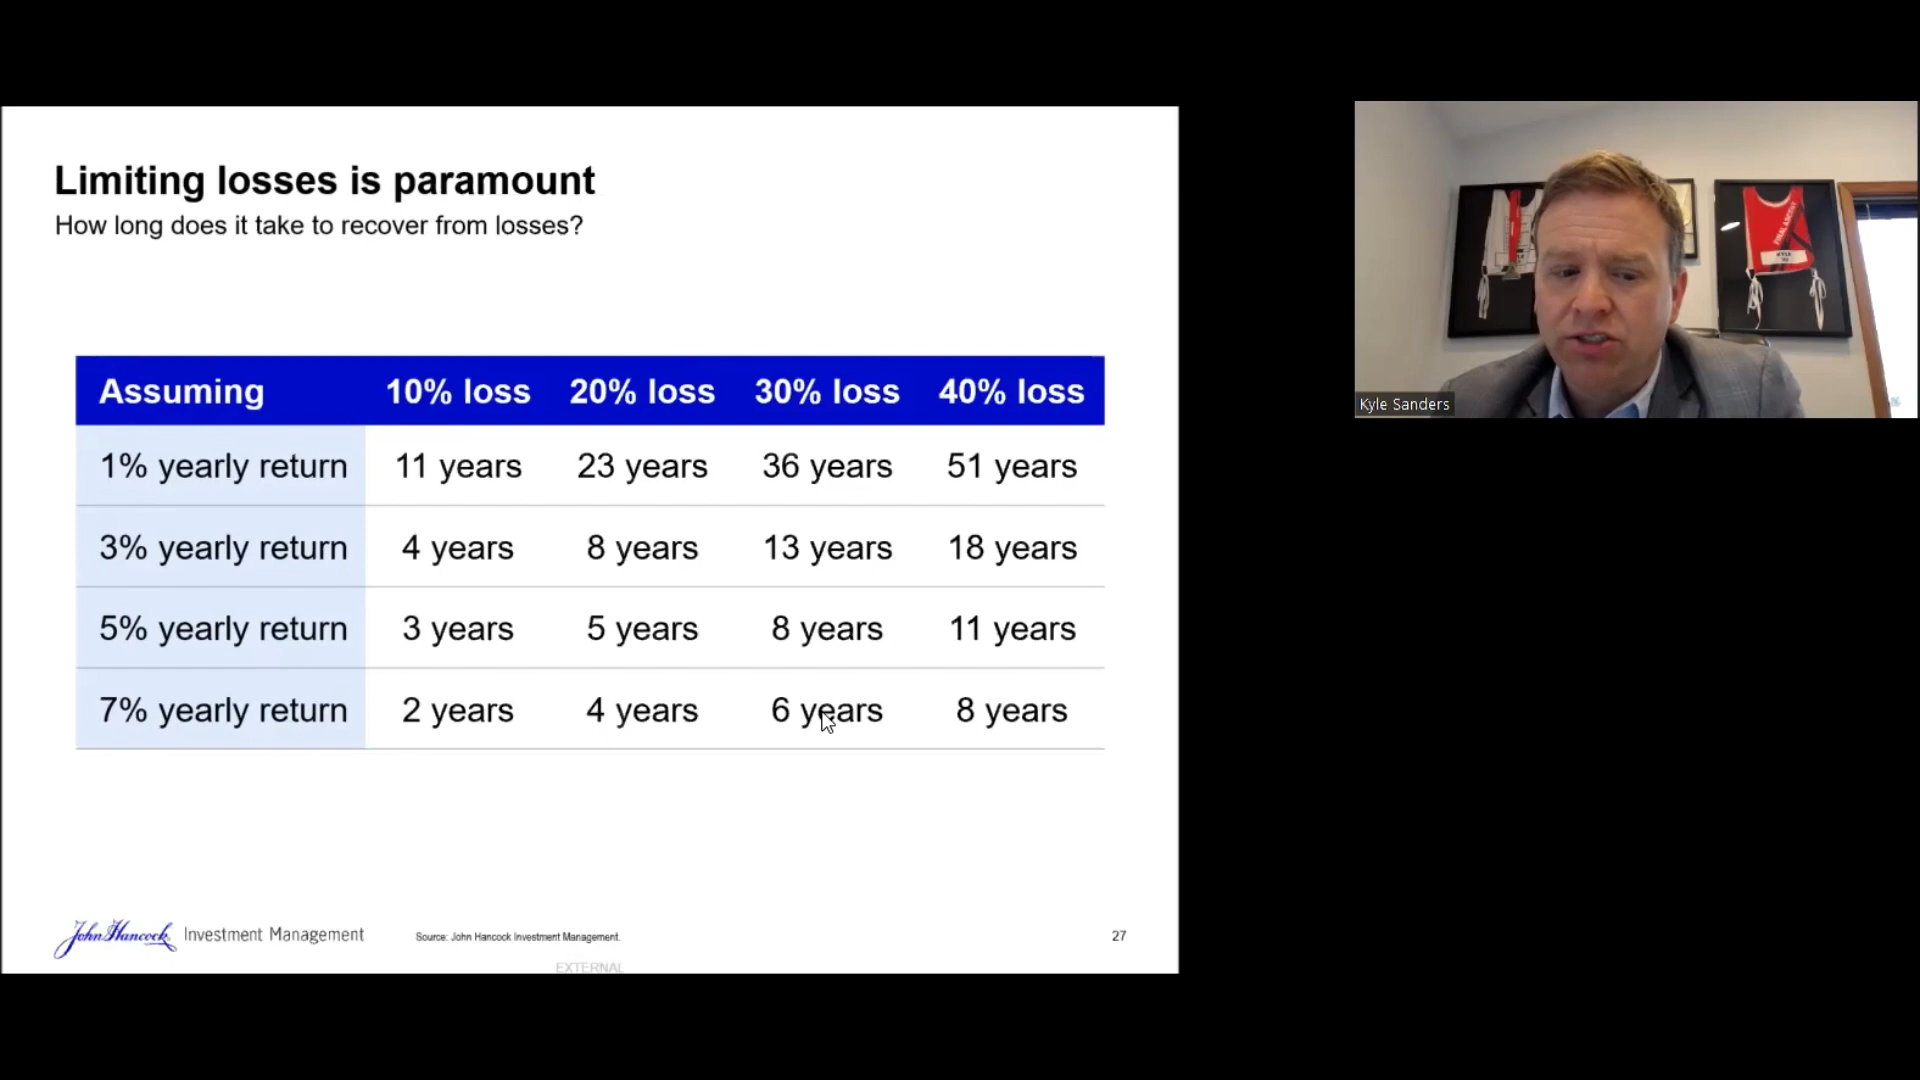 Limiting losses is paramount
How long does it take to recover from losses?
Assuming 10% loss 20% loss 30% loss 40% loss
1% yearly return 11 years 23 years 36 years 51 years
3% yearly return 4 years 8 years 13 years 18 years
5% yearly return 3 years 5 years 8 years 11 years
7% yearly return 2 years 4 years 6 years 8 years
John Hancock Investment Management
Source: John Hancock Investment Management.
27
EXTERNAL
FINAL ASCENT
KYLE
Kyle Sanders